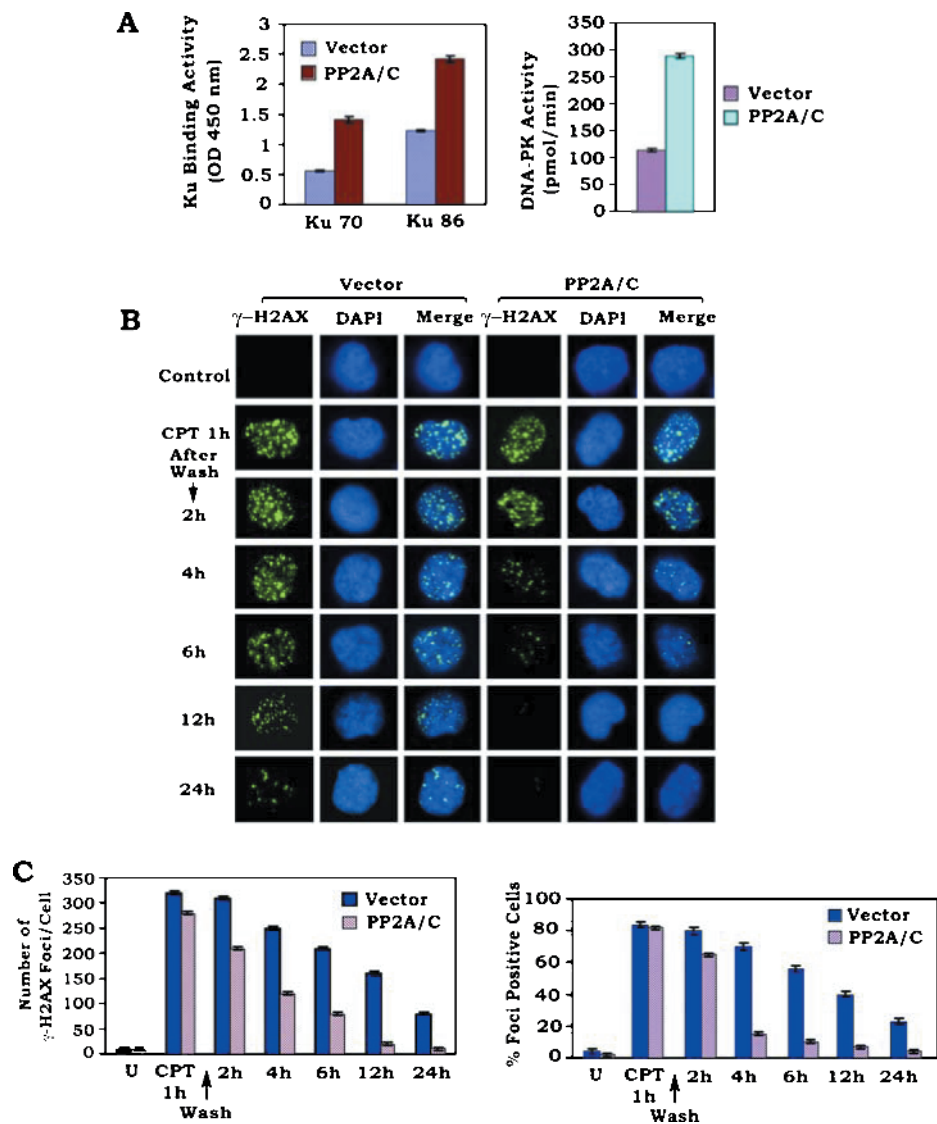 A
Ku Binding Activity
(OD 450 nm)
3
2.5
2
1.5
1
0.5
0
Vector
PP2A/C
Ku 70
Ku 86
DNA-PK Activity
(pmol/min)
350
300
250
200
150
100
50
0
Vector
PP2A/C
B
Vector
PP2A/C
γ-H2AX
DAPI
Merge
γ-H2AX
DAPI
Merge
Control
CPT 1h
After
Wash
2h
4h
6h
12h
24h
C
Number of
γ-H2AX Foci/Cell
350
300
250
200
150
100
50
0
Vector
PP2A/C
U
CPT
1h
2h
4h
6h
12h
24h
Wash
% Foci Positive Cells
100
80
60
40
20
0
Vector
PP2A/C
U
CPT
1h
2h
4h
6h
12h
24h
Wash